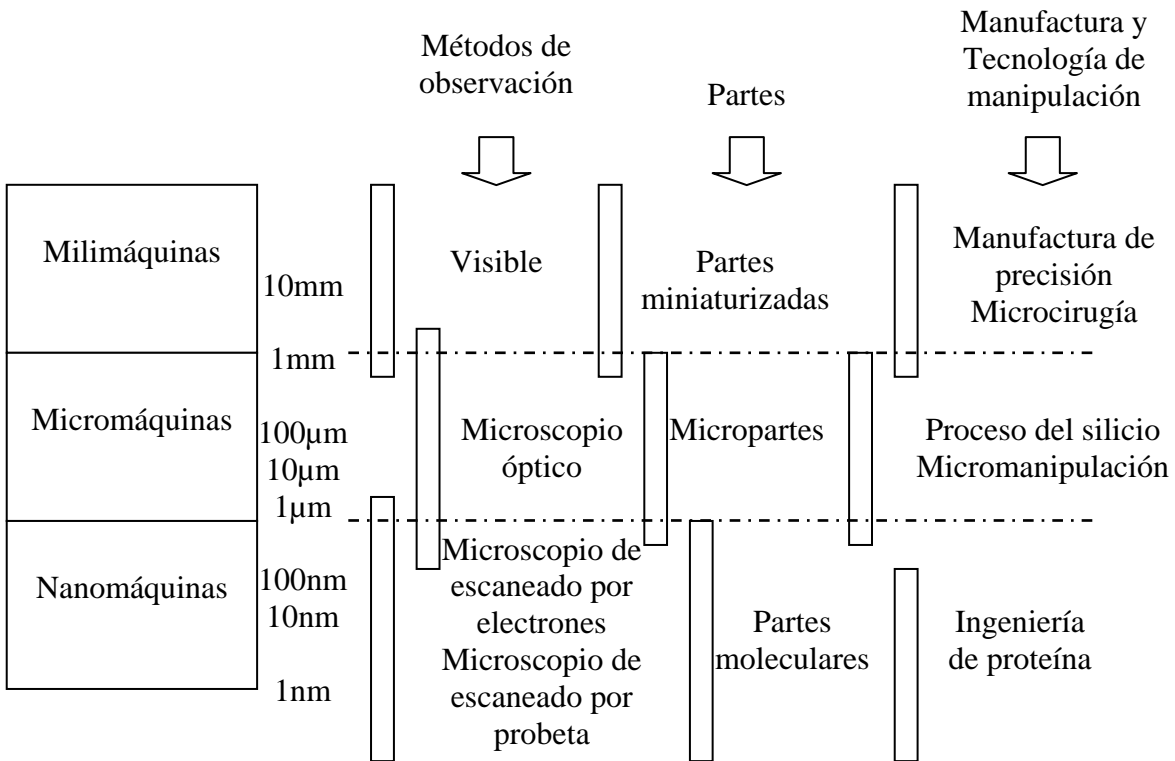 Métodos de
observación
Partes
Manufactura y
Tecnología de
manipulación
Milimáquinas
10mm
1mm
Visible
Partes
miniaturizadas
Manufactura de
precisión
Microcirugía
Micromáquinas
100µm
10µm
1µm
Microscopio
óptico
Micropartes
Proceso del silicio
Micromanipulación
Nanomáquinas
100nm
10nm
1nm
Microscopio de
escaneado por
electrones
Microscopio de
escaneado por
probeta
Partes
moleculares
Ingeniería
de proteína